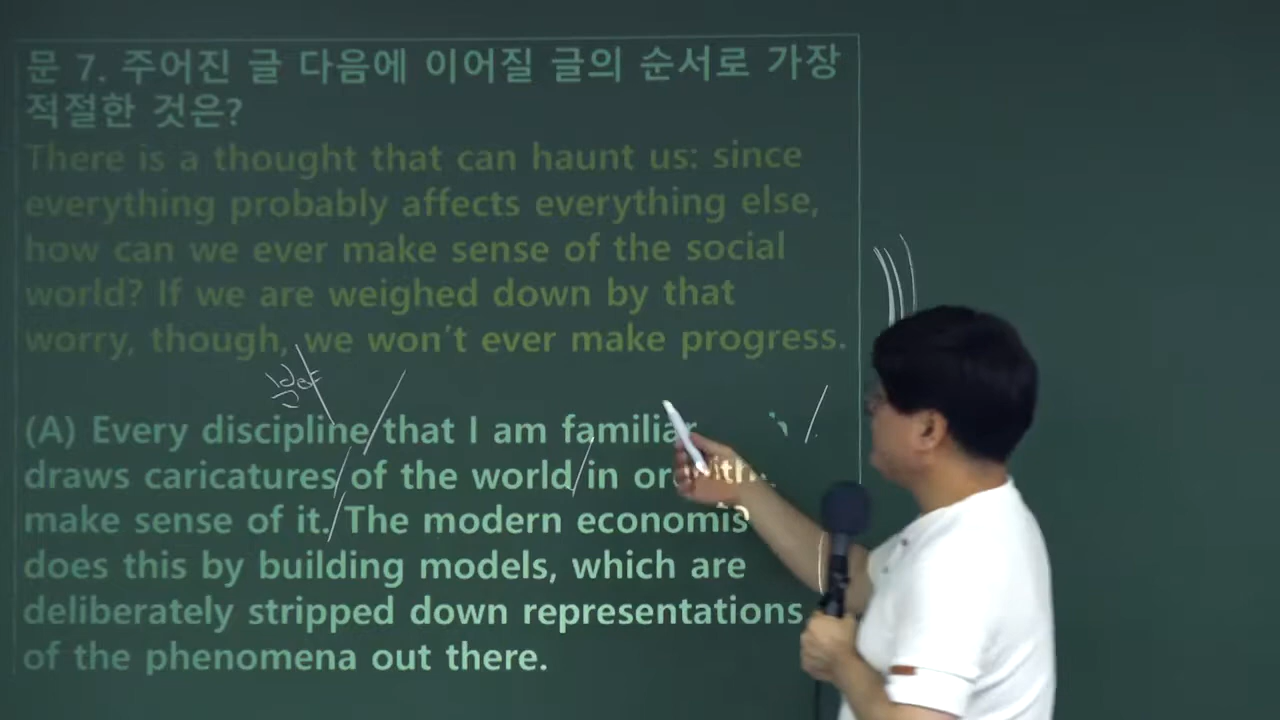 문 7. 주어진 글 다음에 이어질 글의 순서로 가장
적절한 것은?
There is a thought that can haunt us: since
everything probably affects everything else,
how can we ever make sense of the social
world? If we are weighed down by that
worry, though, we won't ever make progress.
(A) Every discipline that I am familiar
draws caricatures of the world in
make sense of it. The modern
does this by building models, which are
deliberately stripped down representations
of the phenomena out there.